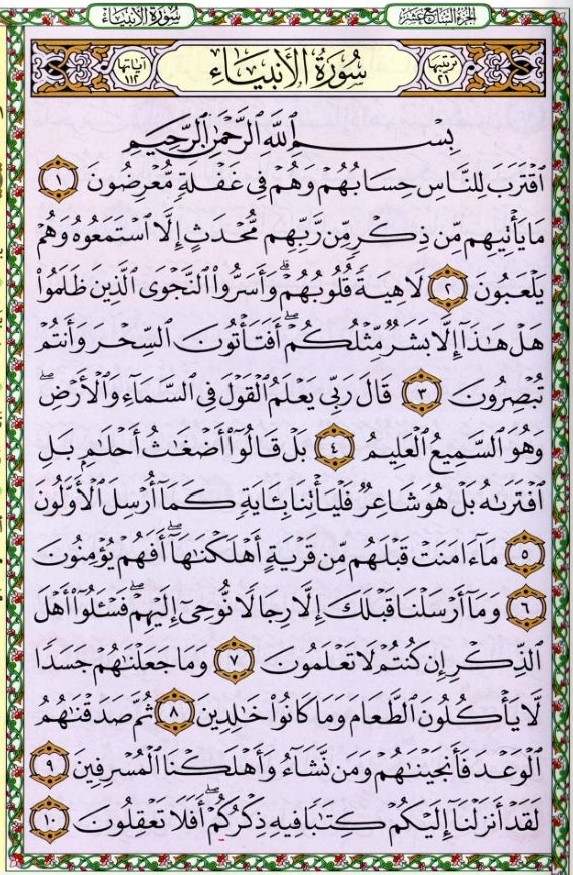 سُورَةُ الأَنبِيَاءِ
الجُزءُ السَّابِعَ عَشَرَ
ترتيبها ٢١
سُورَةُ الأَنبِيَاءِ
آياتها ١١٢
بِسْمِ ٱللَّهِ ٱلرَّحْمَٰنِ ٱلرَّحِيمِ
ٱقْتَرَبَ لِلنَّاسِ حِسَابُهُمْ وَهُمْ فِى غَفْلَةٍ مُّعْرِضُونَ ١
مَا يَأْتِيهِم مِّن ذِكْرٍ مِّن رَّبِّهِم مُّحْدَثٍ إِلَّا ٱسْتَمَعُوهُ وَهُمْ
يَلْعَبُونَ ٢ لَاهِيَةً قُلُوبُهُمْ ۗ وَأَسَرُّوا۟ ٱلنَّجْوَى ٱلَّذِينَ ظَلَمُوا۟
هَلْ هَٰذَآ إِلَّا بَشَرٌ مِّثْلُكُمْ ۖ أَفَتَأْتُونَ ٱلسِّحْرَ وَأَنتُمْ
تُبْصِرُونَ ٣ قَالَ رَبِّى يَعْلَمُ ٱلْقَوْلَ فِى ٱلسَّمَآءِ وَٱلْأَرْضِ ۖ
وَهُوَ ٱلسَّمِيعُ ٱلْعَلِيمُ ٤ بَلْ قَالُوٓا۟ أَضْغَٰثُ أَحْلَٰمٍۭ بَلِ
ٱفْتَرَىٰهُ بَلْ هُوَ شَاعِرٌ فَلْيَأْتِنَا بِـَٔايَةٍ كَمَآ أُرْسِلَ ٱلْأَوَّلُونَ
٥ مَآ ءَامَنَتْ قَبْلَهُم مِّن قَرْيَةٍ أَهْلَكْنَٰهَآ ۖ أَفَهُمْ يُؤْمِنُونَ
٦ وَمَآ أَرْسَلْنَا قَبْلَكَ إِلَّا رِجَالًا نُّوحِىٓ إِلَيْهِمْ ۖ فَسْـَٔلُوٓا۟ أَهْلَ
ٱلذِّكْرِ إِن كُنتُمْ لَا تَعْلَمُونَ ٧ وَمَا جَعَلْنَٰهُمْ جَسَدًا
لَّا يَأْكُلُونَ ٱلطَّعَامَ وَمَا كَانُوا۟ خَٰلِدِينَ ٨ ثُمَّ صَدَقْنَٰهُمُ
ٱلْوَعْدَ فَأَنجَيْنَٰهُمْ وَمَن نَّشَآءُ وَأَهْلَكْنَا ٱلْمُسْرِفِينَ ٩
لَقَدْ أَنزَلْنَآ إِلَيْكُمْ كِتَٰبًا فِيهِ ذِكْرُكُمْ ۖ أَفَلَا تَعْقِلُونَ ١٠